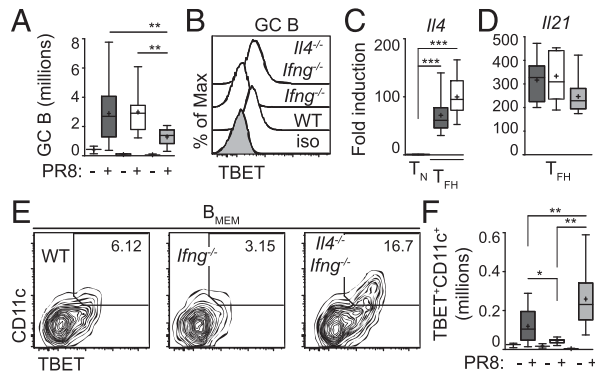 A
GC B (millions)
8
6
4
2
0
**
**
PR8: - + - + - +
B
GC B
Il4-/-
Ifng-/-
Ifng-/-
WT
iso
% of Max
TBET
C
Il4
Fold induction
200
100
0
***
***
TN TFH
D
Il21
500
400
300
200
100
0
TFH
E
BMEM
WT
6.12
Ifng-/-
3.15
Il4-/-
Ifng-/-
16.7
CD11c
TBET
F
TBET+CD11c+
(millions)
0.6
0.4
0.2
0.0
**
**
*
PR8: - + - + - +